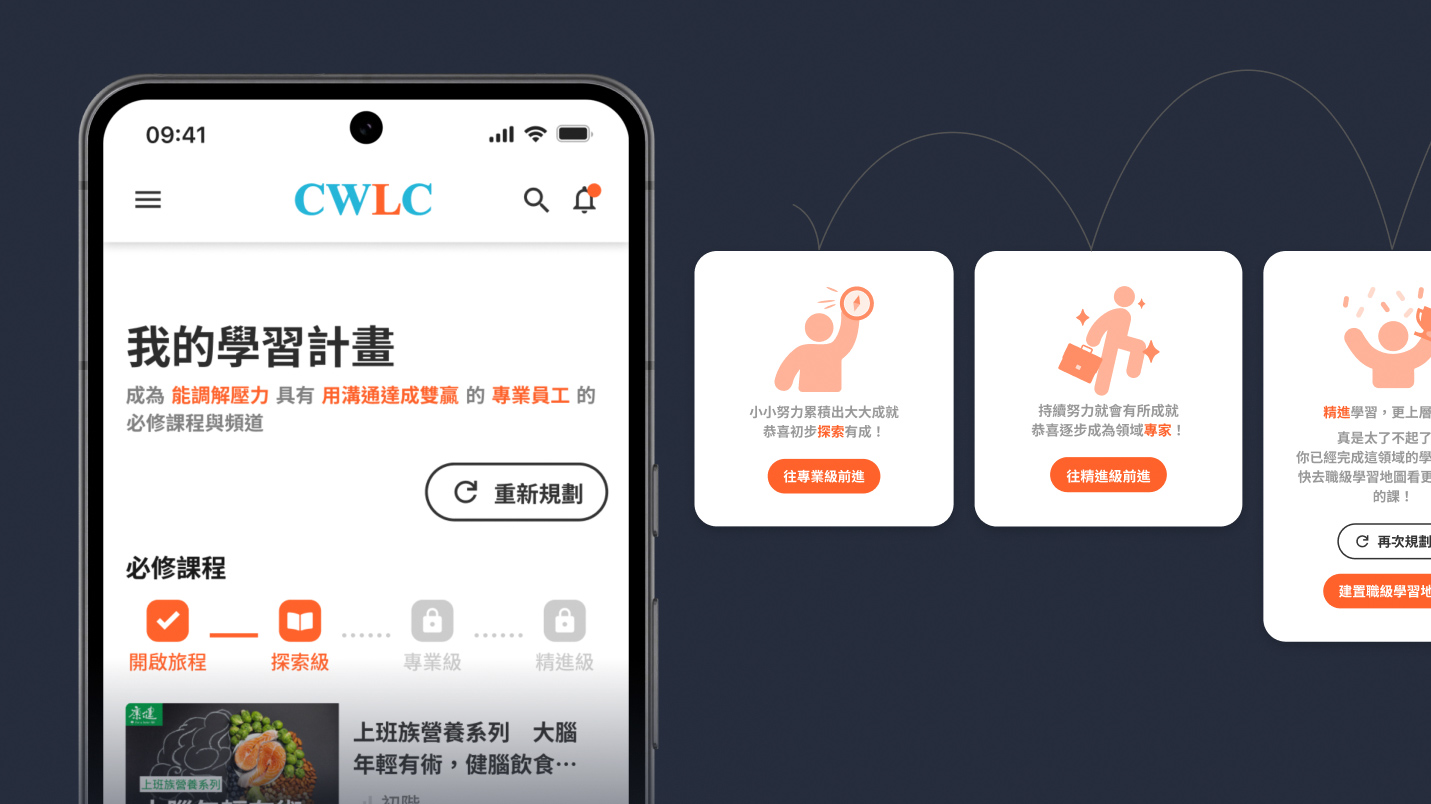 09:41
CWLC
我的學習計畫
成為 能調解壓力 具有 用溝通達成雙贏 的 專業員工 的
必修課程與頻道
重新規劃
必修課程
開啟旅程
探索級
專業級
精進級
康健
上班族營養系列
上班族營養系列 大腦
年輕有術，健腦飲食…
初階
小小努力累積出大大成就
恭喜初步探索有成！
往專業級前進
持續努力就會有所成就
恭喜逐步成為領域專家！
往精進級前進
精進學習，更上層
真是太了不起了
你已經完成這領域的學
快去職級學習地圖看更
的課！
再次規劃
建置職級學習地